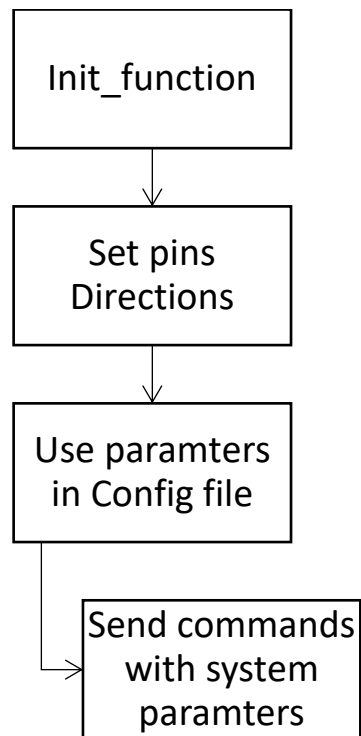 Init_function
Set pins
Directions
Use paramters
in Config file
Send commands
with system
paramters